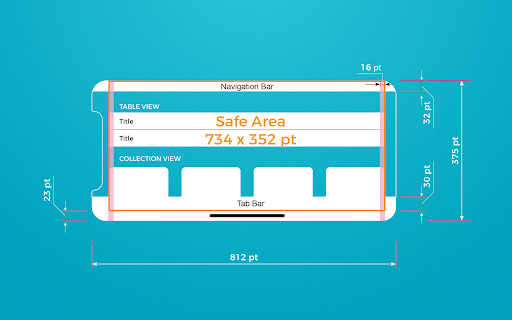 16 pt
Navigation Bar
TABLE VIEW
Title
Safe Area
Title
734 x 352 pt
COLLECTION VIEW
Tab Bar
32 pt
375 pt
30 pt
23 pt
812 pt